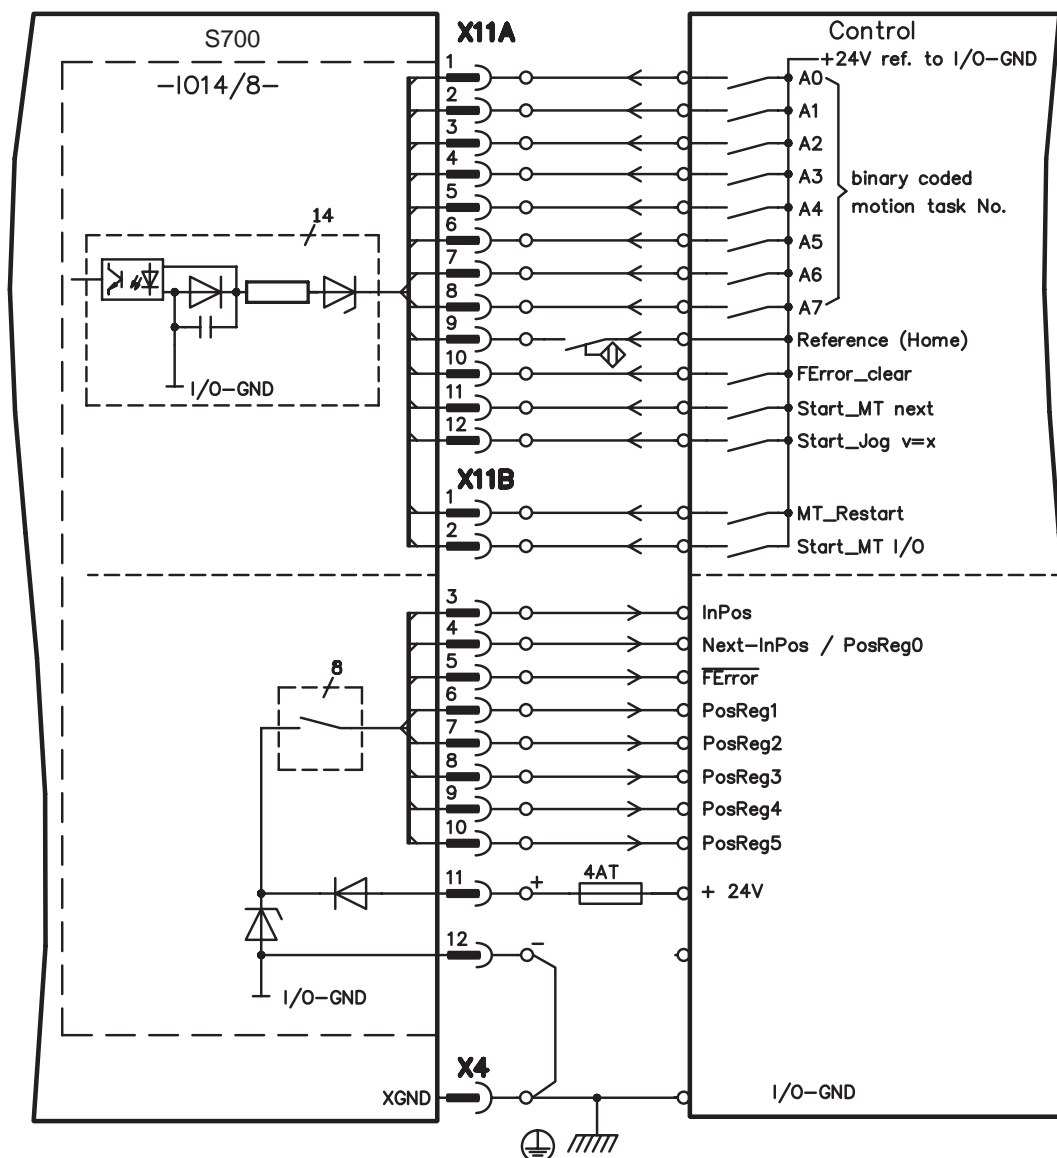 S700
-IO14/8-
X11A
Control
+24V ref. to I/O-GND
1
A0
2
A1
3
A2
4
A3
binary coded
motion task No.
5
A4
6
A5
7
A6
8
A7
9
Reference (Home)
10
FError_clear
11
Start_MT next
12
Start_Jog v=x
14
I/O-GND
X11B
1
MT_Restart
2
Start_MT I/O
3
InPos
4
Next-InPos / PosReg0
5
FError
6
PosReg1
7
PosReg2
8
PosReg3
9
PosReg4
10
PosReg5
8
11
+
4AT
+ 24V
12
-
I/O-GND
X4
XGND
I/O-GND